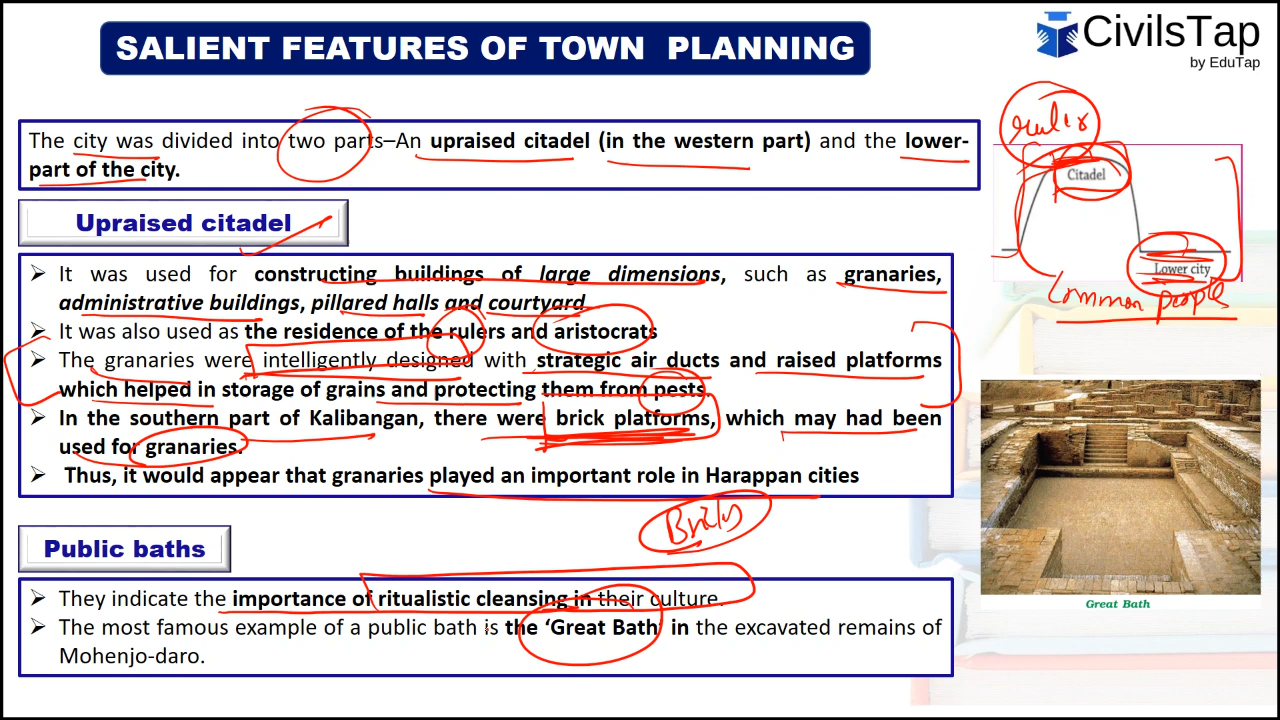 SALIENT FEATURES OF TOWN PLANNING
CivilsTap
by EduTap
The city was divided into two parts–An upraised citadel (in the western part) and the lower-
part of the city.
ruler
Citadel
Lower city
Common people
Upraised citadel
➢ It was used for constructing buildings of large dimensions, such as granaries,
administrative buildings, pillared halls and courtyard
➢ It was also used as the residence of the rulers and aristocrats
➢ The granaries were intelligently designed with strategic air ducts and raised platforms
which helped in storage of grains and protecting them from pests.
➢ In the southern part of Kalibangan, there were brick platforms, which may had been
used for granaries.
➢ Thus, it would appear that granaries played an important role in Harappan cities
Public baths
➢ They indicate the importance of ritualistic cleansing in their culture.
➢ The most famous example of a public bath is the ‘Great Bath’ in the excavated remains of
Mohenjo-daro.
Great Bath